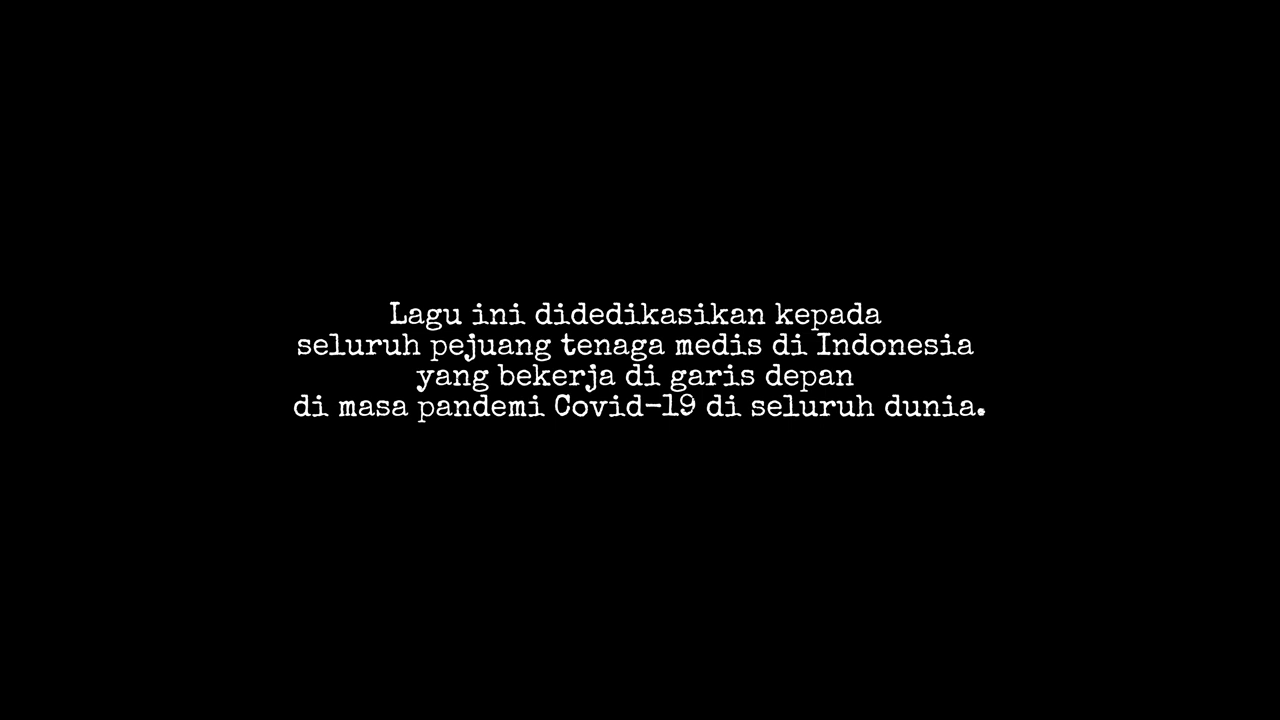 Lagu ini didedikasikan kepada
seluruh pejuang tenaga medis di Indonesia
yang bekerja di garis depan
di masa pandemi Covid-19 di seluruh dunia.